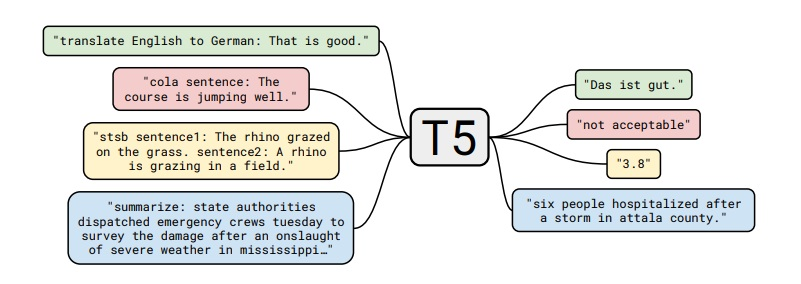 "translate English to German: That is good."
"cola sentence: The
course is jumping well."
"stsb sentence1: The rhino grazed
on the grass. sentence2: A rhino
is grazing in a field."
"summarize: state authorities
dispatched emergency crews tuesday to
survey the damage after an onslaught
of severe weather in mississippi…"
T5
"Das ist gut."
"not acceptable"
"3.8"
"six people hospitalized after
a storm in attala county."